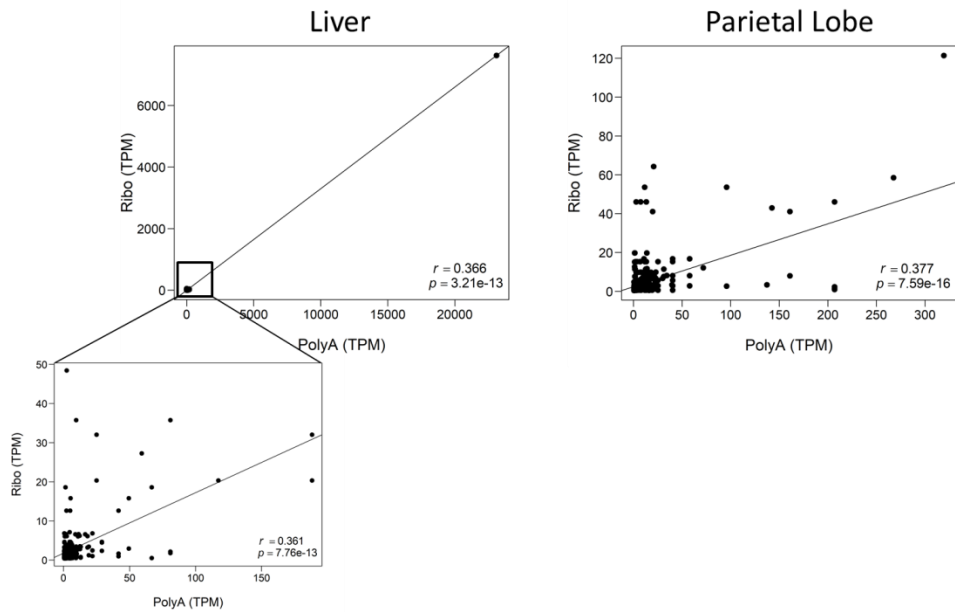 Liver
Parietal Lobe
Ribo (TPM)
6000
4000
2000
0
0
5000
10000
15000
20000
PolyA (TPM)
r = 0.366
p = 3.21e-13
Ribo (TPM)
120
100
80
60
40
20
0
0
50
100
150
200
250
300
PolyA (TPM)
r = 0.377
p = 7.59e-16
Ribo (TPM)
50
40
30
20
10
0
0
50
100
150
PolyA (TPM)
r = 0.361
p = 7.76e-13